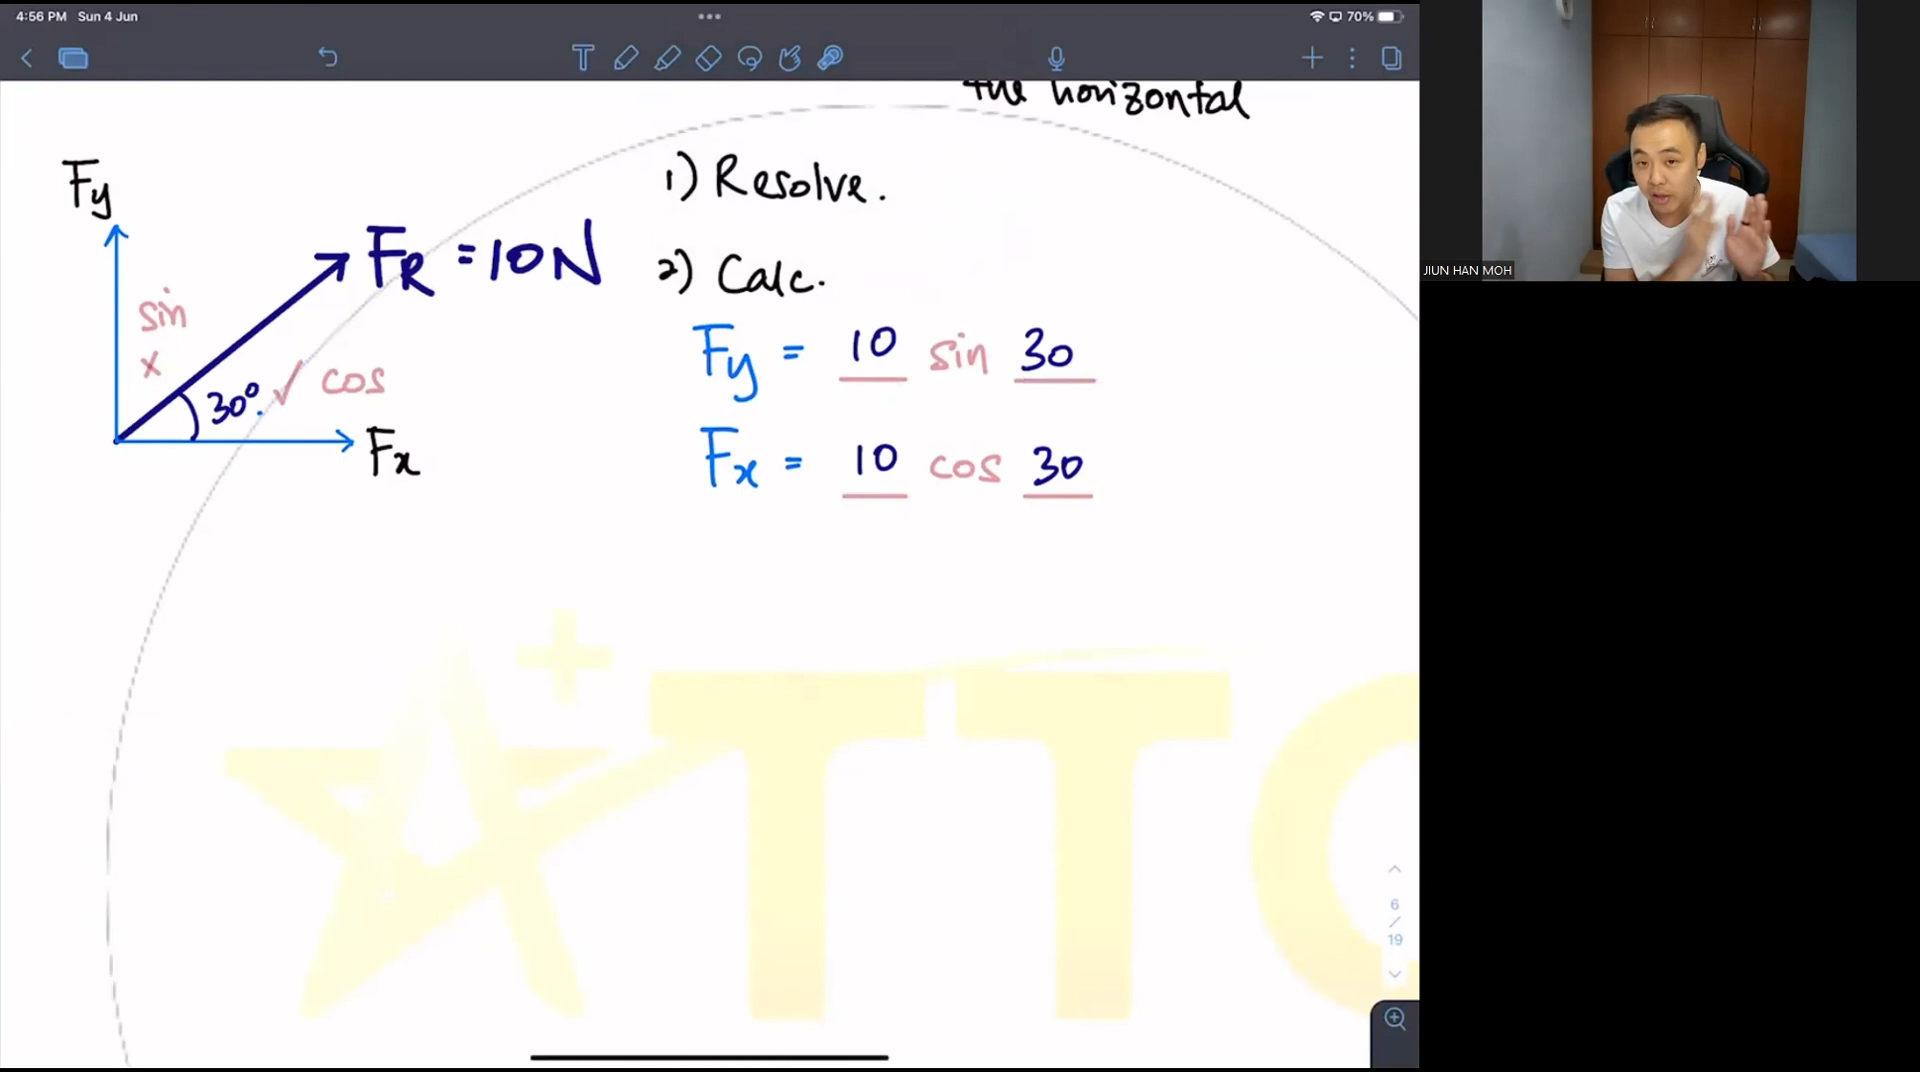 4:56 PM Sun 4 Jun
70%
the horizontal
Fy
1) Resolve.
FR = 10N
2) Calc.
sin
x
Fy = 10 sin 30
30° ✓ cos
Fx
Fx = 10 cos 30
TTC
6
/
19
JIUN HAN MOH